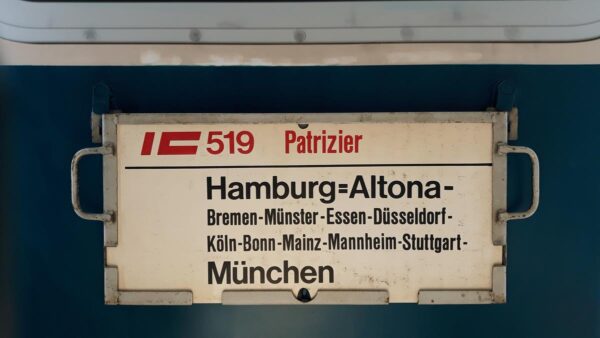 IC 519 Patrizier
Hamburg=Altona-
Bremen-Münster-Essen-Düsseldorf-
Köln-Bonn-Mainz-Mannheim-Stuttgart-
München